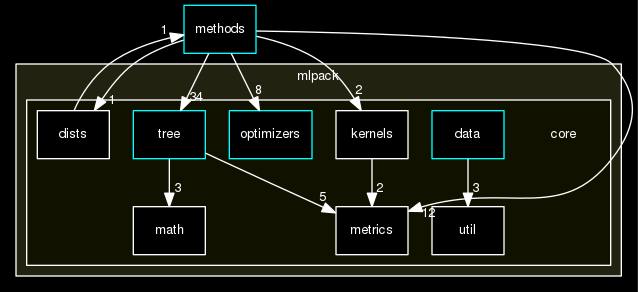 methods
1
mlpack
1
34
8
2
dists
tree
optimizers
kernels
data
core
3
5
2
3
12
math
metrics
util